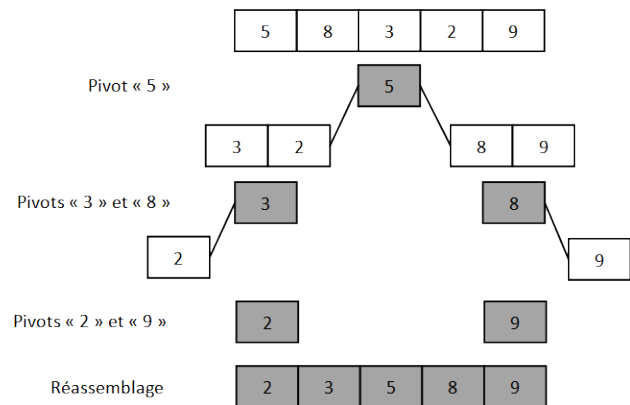 5 8 3 2 9
Pivot « 5 »
5
3 2 8 9
Pivots « 3 » et « 8 »
3 8
2 9
Pivots « 2 » et « 9 »
2 9
Réassemblage 2 3 5 8 9